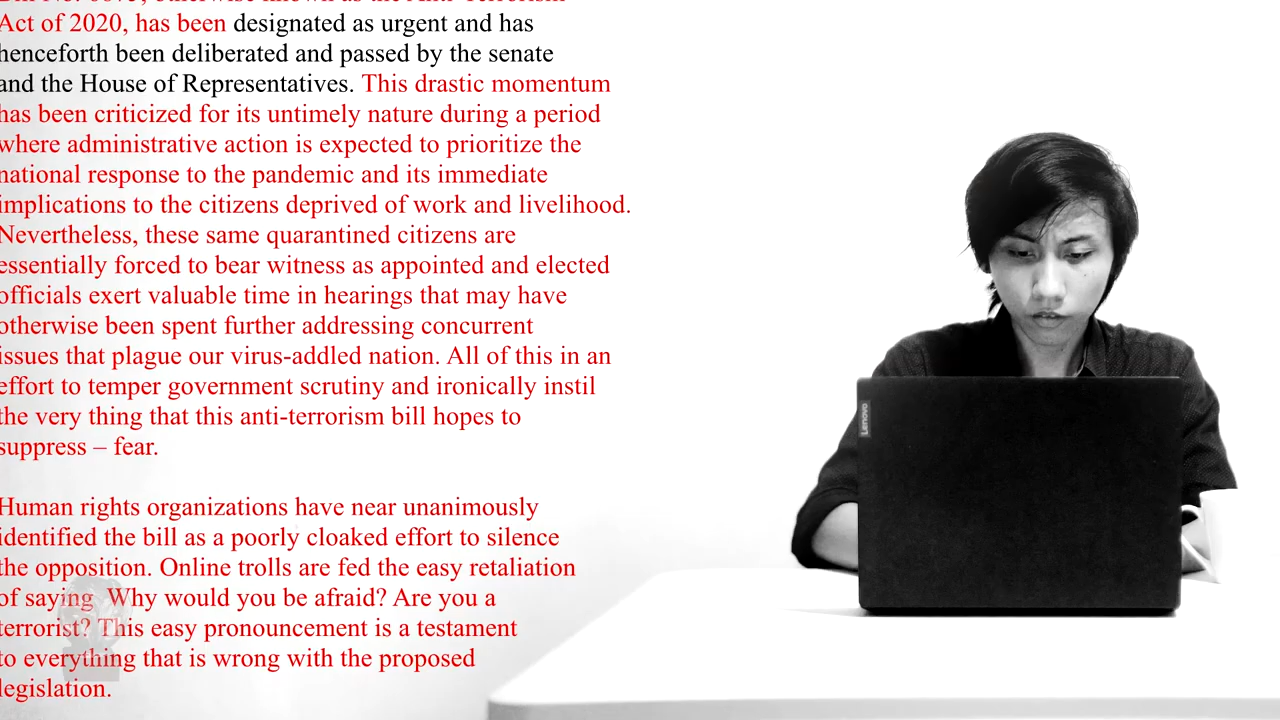 Act of 2020, has been designated as urgent and has
henceforth been deliberated and passed by the senate
and the House of Representatives. This drastic momentum
has been criticized for its untimely nature during a period
where administrative action is expected to prioritize the
national response to the pandemic and its immediate
implications to the citizens deprived of work and livelihood.
Nevertheless, these same quarantined citizens are
essentially forced to bear witness as appointed and elected
officials exert valuable time in hearings that may have
otherwise been spent further addressing concurrent
issues that plague our virus-addled nation. All of this in an
effort to temper government scrutiny and ironically instil
the very thing that this anti-terrorism bill hopes to
suppress – fear.
Human rights organizations have near unanimously
identified the bill as a poorly cloaked effort to silence
the opposition. Online trolls are fed the easy retaliation
of saying  Why would you be afraid? Are you a
terrorist? This easy pronouncement is a testament
to everything that is wrong with the proposed
legislation.
Lenovo